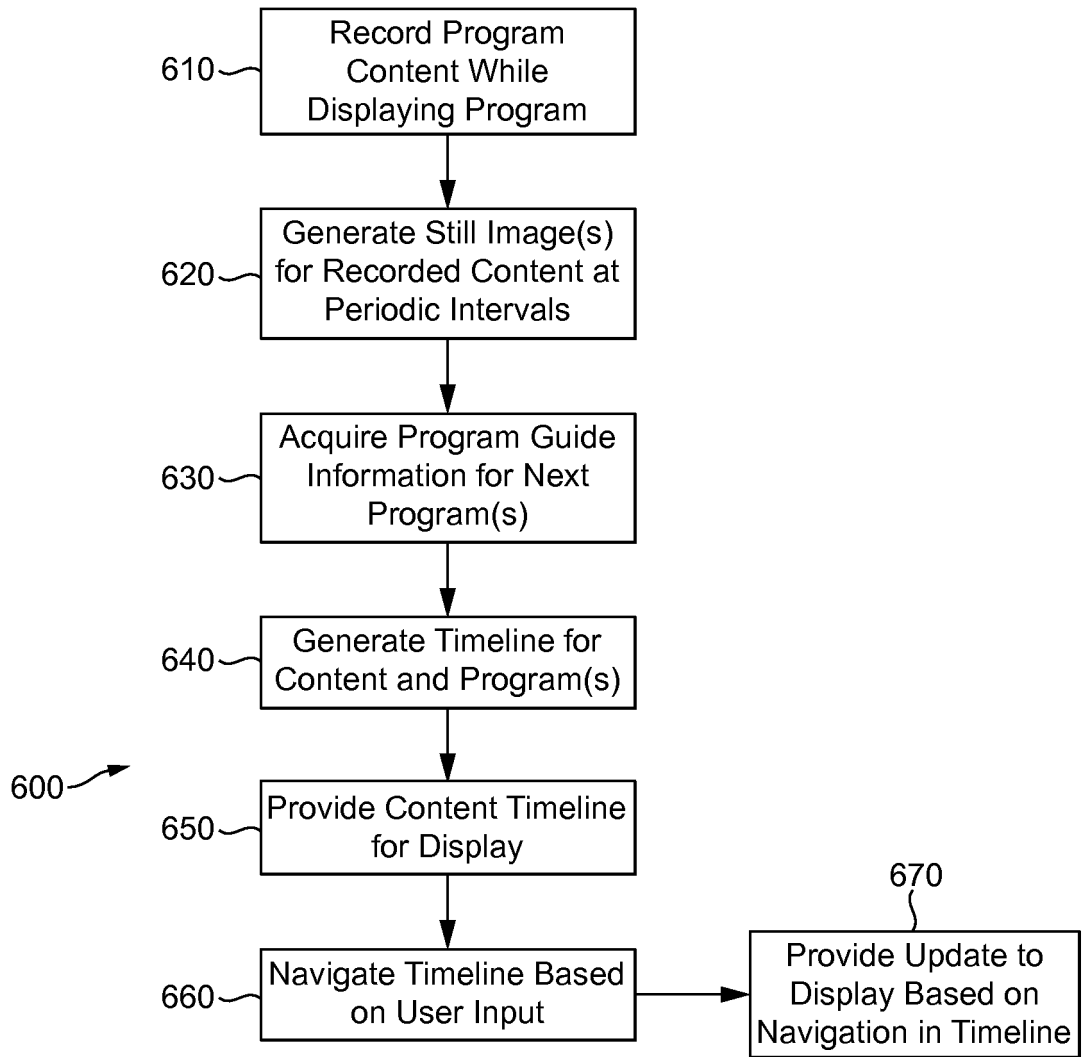 610
Record Program
Content While
Displaying Program
620
Generate Still Image(s)
for Recorded Content at
Periodic Intervals
630
Acquire Program Guide
Information for Next
Program(s)
640
Generate Timeline for
Content and Program(s)
600
650
Provide Content Timeline
for Display
660
Navigate Timeline Based
on User Input
670
Provide Update to
Display Based on
Navigation in Timeline